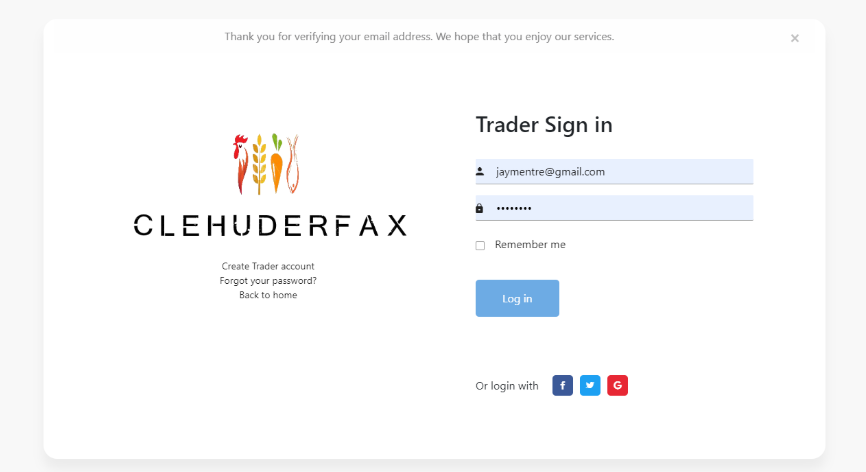 Thank you for verifying your email address. We hope that you enjoy our services.
×
CLEHUDERFAX
Create Trader account
Forgot your password?
Back to home
Trader Sign in
jaymentre@gmail.com
••••••••
Remember me
Log in
Or login with